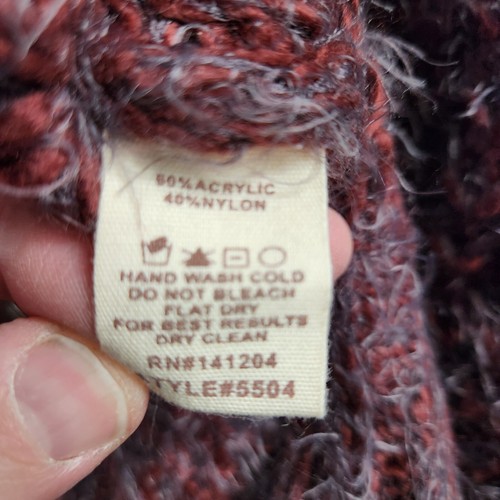 60%ACRYLIC
40%NYLON
HAND WASH COLD
DO NOT BLEACH
FLAT DRY
FOR BEST RESULTS
DRY CLEAN
RN#141204
STYLE#5504